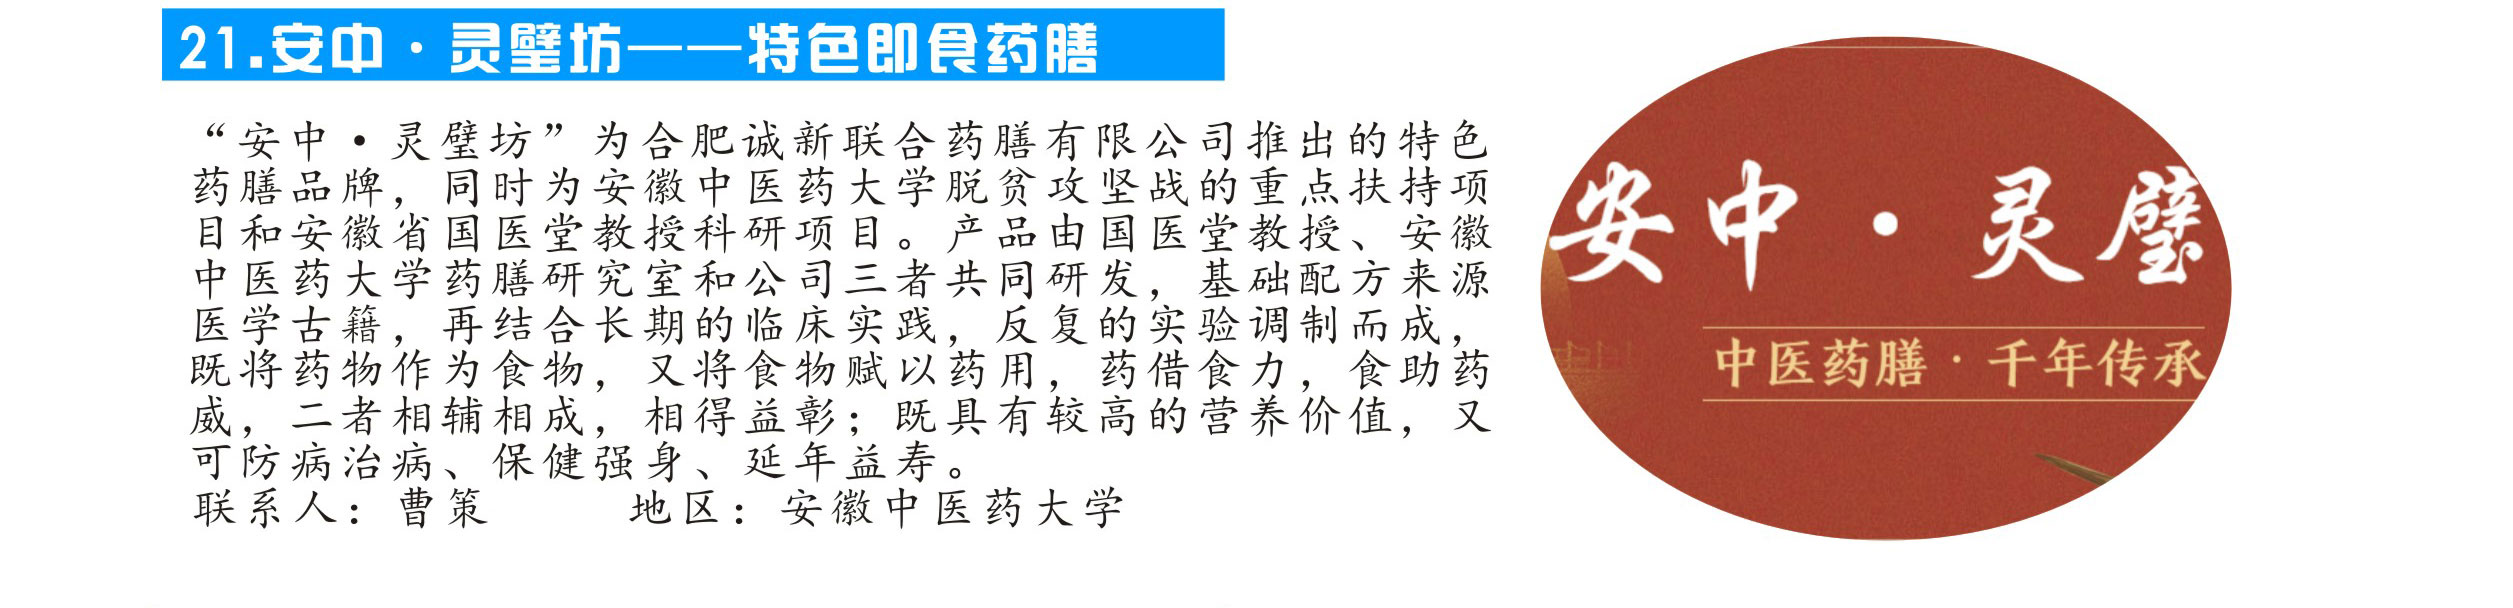 21.安中·灵璧坊——特色即食药膳
“安中·灵璧坊”为合肥诚新联合药膳有限公司推出的特色
药膳品牌，同时为安徽中医药大学脱贫攻坚战的重点扶持项
目和安徽省国医堂教授科研项目。产品由国医堂教授、安徽
中医药大学药膳研究室和公司三者共同研发，基础配方来源
医学古籍，再结合长期的临床实践，反复的实验调制而成，
既将药物作为食物，又将食物赋以药用，药借食力，食助药
威，二者相辅相成，相得益彰；既具有较高的营养价值，又
可防病治病、保健强身、延年益寿。
联系人：曹策 地区：安徽中医药大学
安中·灵璧
中医药膳·千年传承